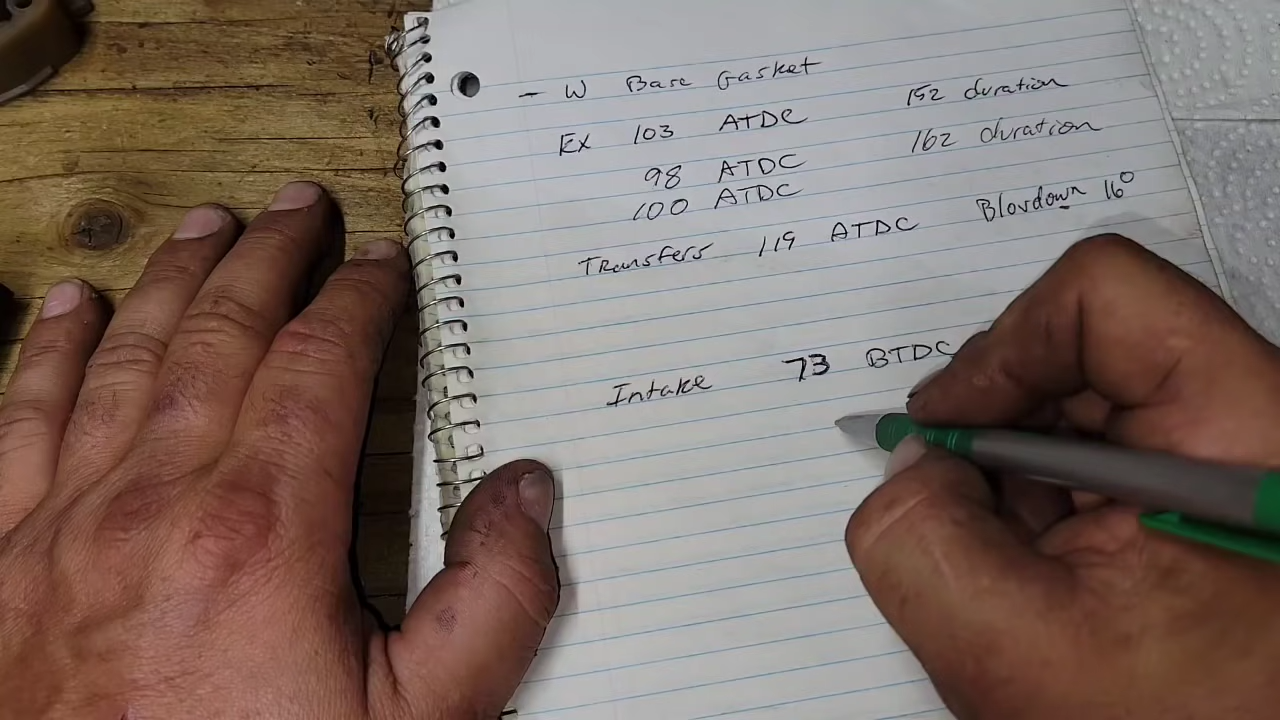 - W Base Gasket
Ex 103 ATDC 152 duration
98 ATDC 162 duration
100 ATDC
Transfers 119 ATDC Blowdown 16°
Intake 73 BTDC